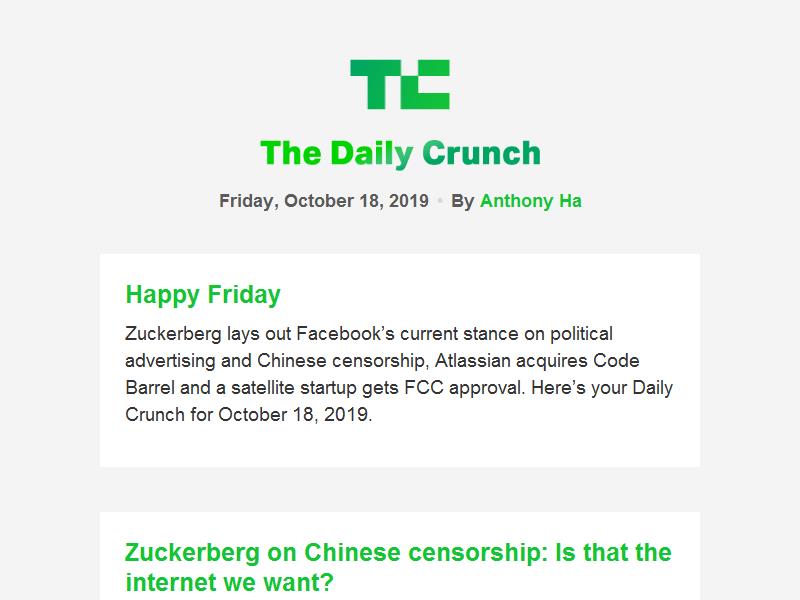 TC
The Daily Crunch
Friday, October 18, 2019 • By Anthony Ha
Happy Friday
Zuckerberg lays out Facebook’s current stance on political
advertising and Chinese censorship, Atlassian acquires Code
Barrel and a satellite startup gets FCC approval. Here’s your Daily
Crunch for October 18, 2019.
Zuckerberg on Chinese censorship: Is that the
internet we want?